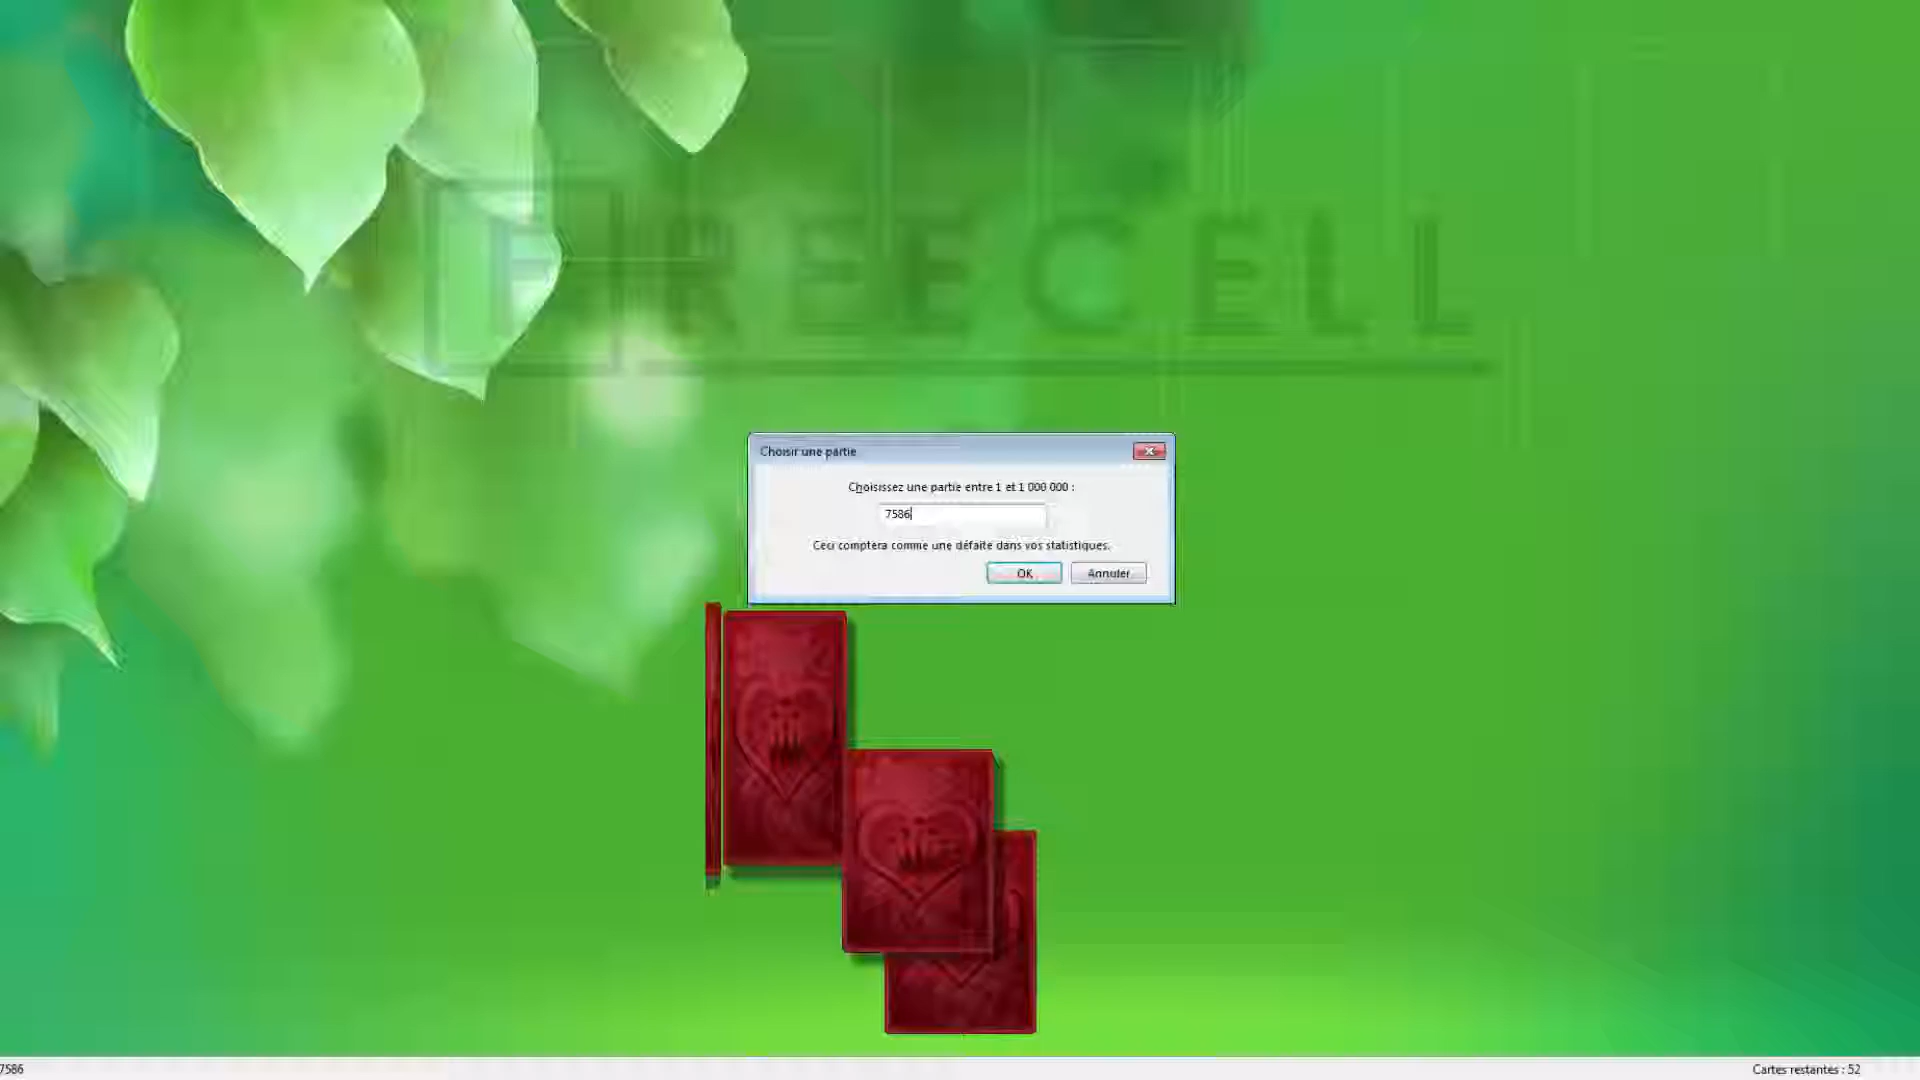 FREECELL
Choisir une partie
Choisissez une partie entre 1 et 1 000 000 :
7586
Ceci comptera comme une défaite dans vos statistiques.
OK Annuler
7586 Cartes restantes : 52